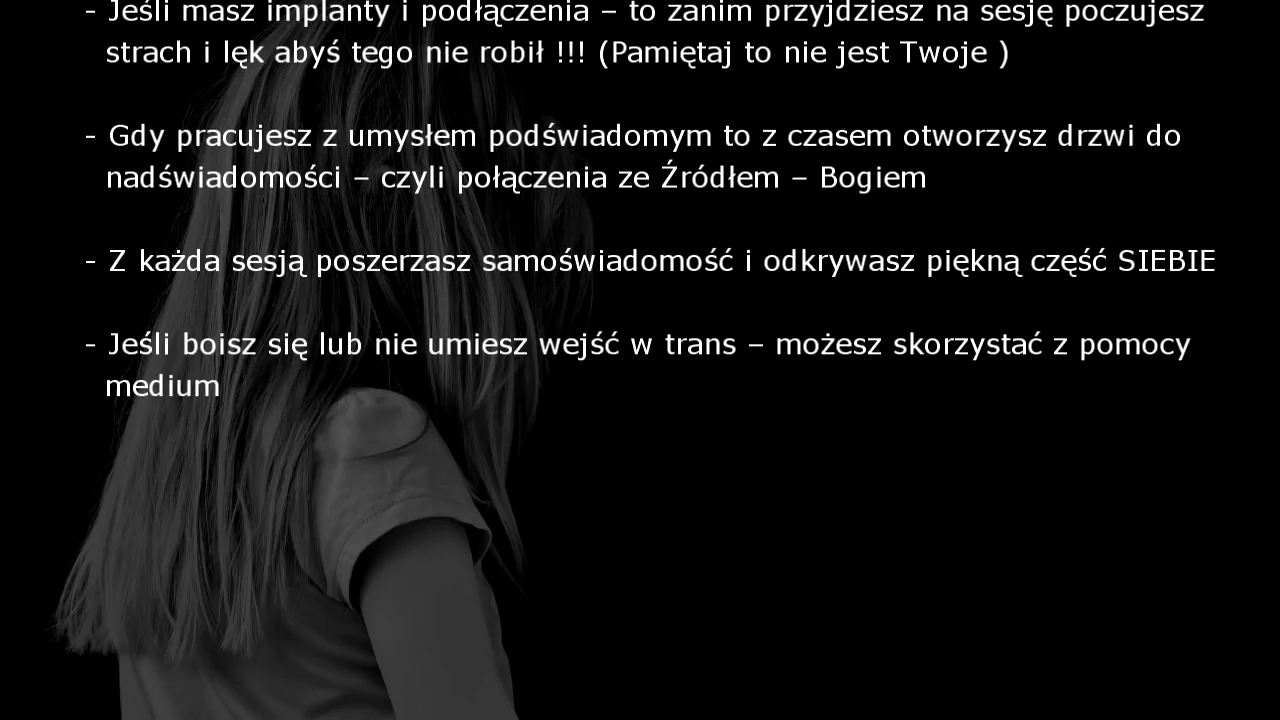 - Jeśli masz implanty i podłączenia – to zanim przyjdziesz na sesję poczujesz
strach i lęk abyś tego nie robił !!! (Pamiętaj to nie jest Twoje )
- Gdy pracujesz z umysłem podświadomym to z czasem otworzysz drzwi do
nadświadomości – czyli połączenia ze Źródłem – Bogiem
- Z każda sesją poszerzasz samoświadomość i odkrywasz piękną część SIEBIE
- Jeśli boisz się lub nie umiesz wejść w trans – możesz skorzystać z pomocy
medium